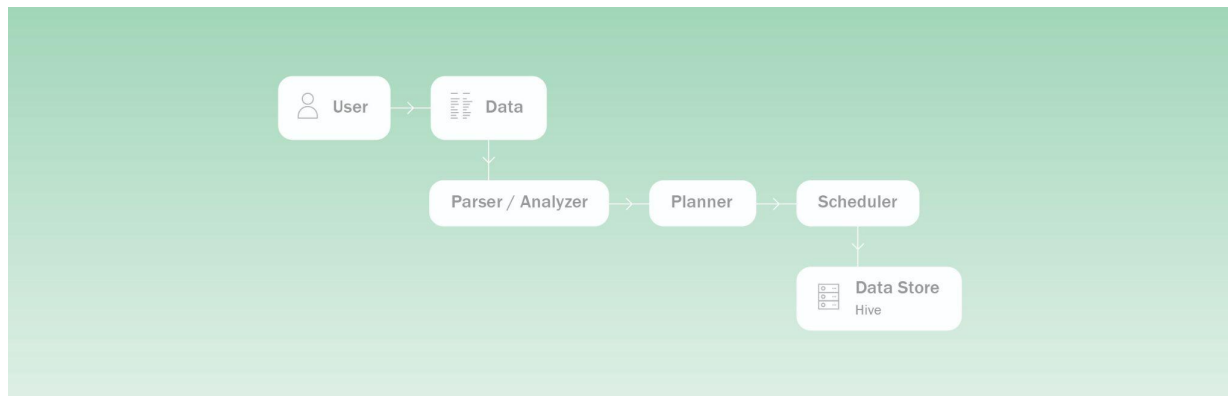 User
Data
Parser / Analyzer
Planner
Scheduler
Data Store
Hive